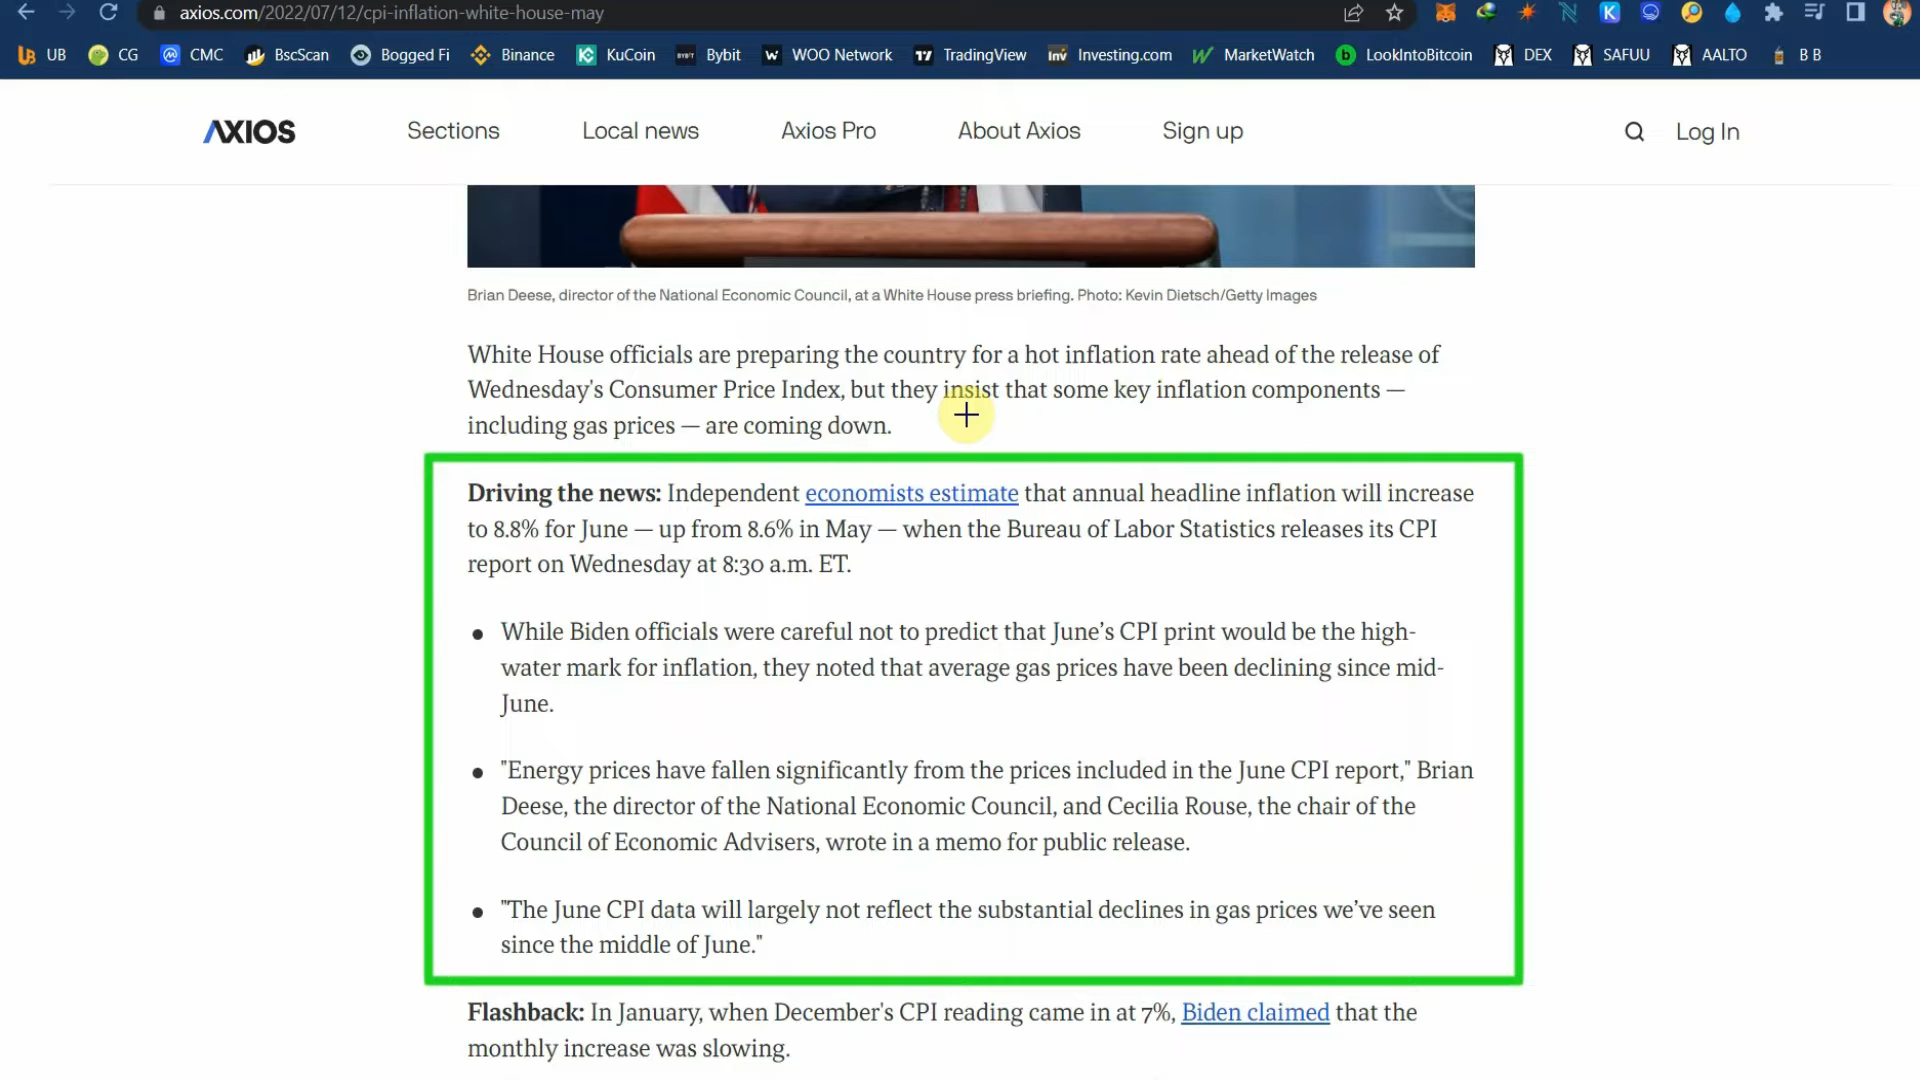 axios.com/2022/07/12/cpi-inflation-white-house-may
UB CG CMC BscScan Bogged Fi Binance KuCoin Bybit WOO Network TradingView Investing.com MarketWatch LookIntoBitcoin DEX SAFUU AALTO B B
AXIOS Sections Local news Axios Pro About Axios Sign up Log In
Brian Deese, director of the National Economic Council, at a White House press briefing. Photo: Kevin Dietsch/Getty Images
White House officials are preparing the country for a hot inflation rate ahead of the release of
Wednesday's Consumer Price Index, but they insist that some key inflation components —
including gas prices — are coming down.
Driving the news: Independent economists estimate that annual headline inflation will increase
to 8.8% for June — up from 8.6% in May — when the Bureau of Labor Statistics releases its CPI
report on Wednesday at 8:30 a.m. ET.
● While Biden officials were careful not to predict that June’s CPI print would be the high-
water mark for inflation, they noted that average gas prices have been declining since mid-
June.
● "Energy prices have fallen significantly from the prices included in the June CPI report," Brian
Deese, the director of the National Economic Council, and Cecilia Rouse, the chair of the
Council of Economic Advisers, wrote in a memo for public release.
● "The June CPI data will largely not reflect the substantial declines in gas prices we’ve seen
since the middle of June."
Flashback: In January, when December's CPI reading came in at 7%, Biden claimed that the
monthly increase was slowing.